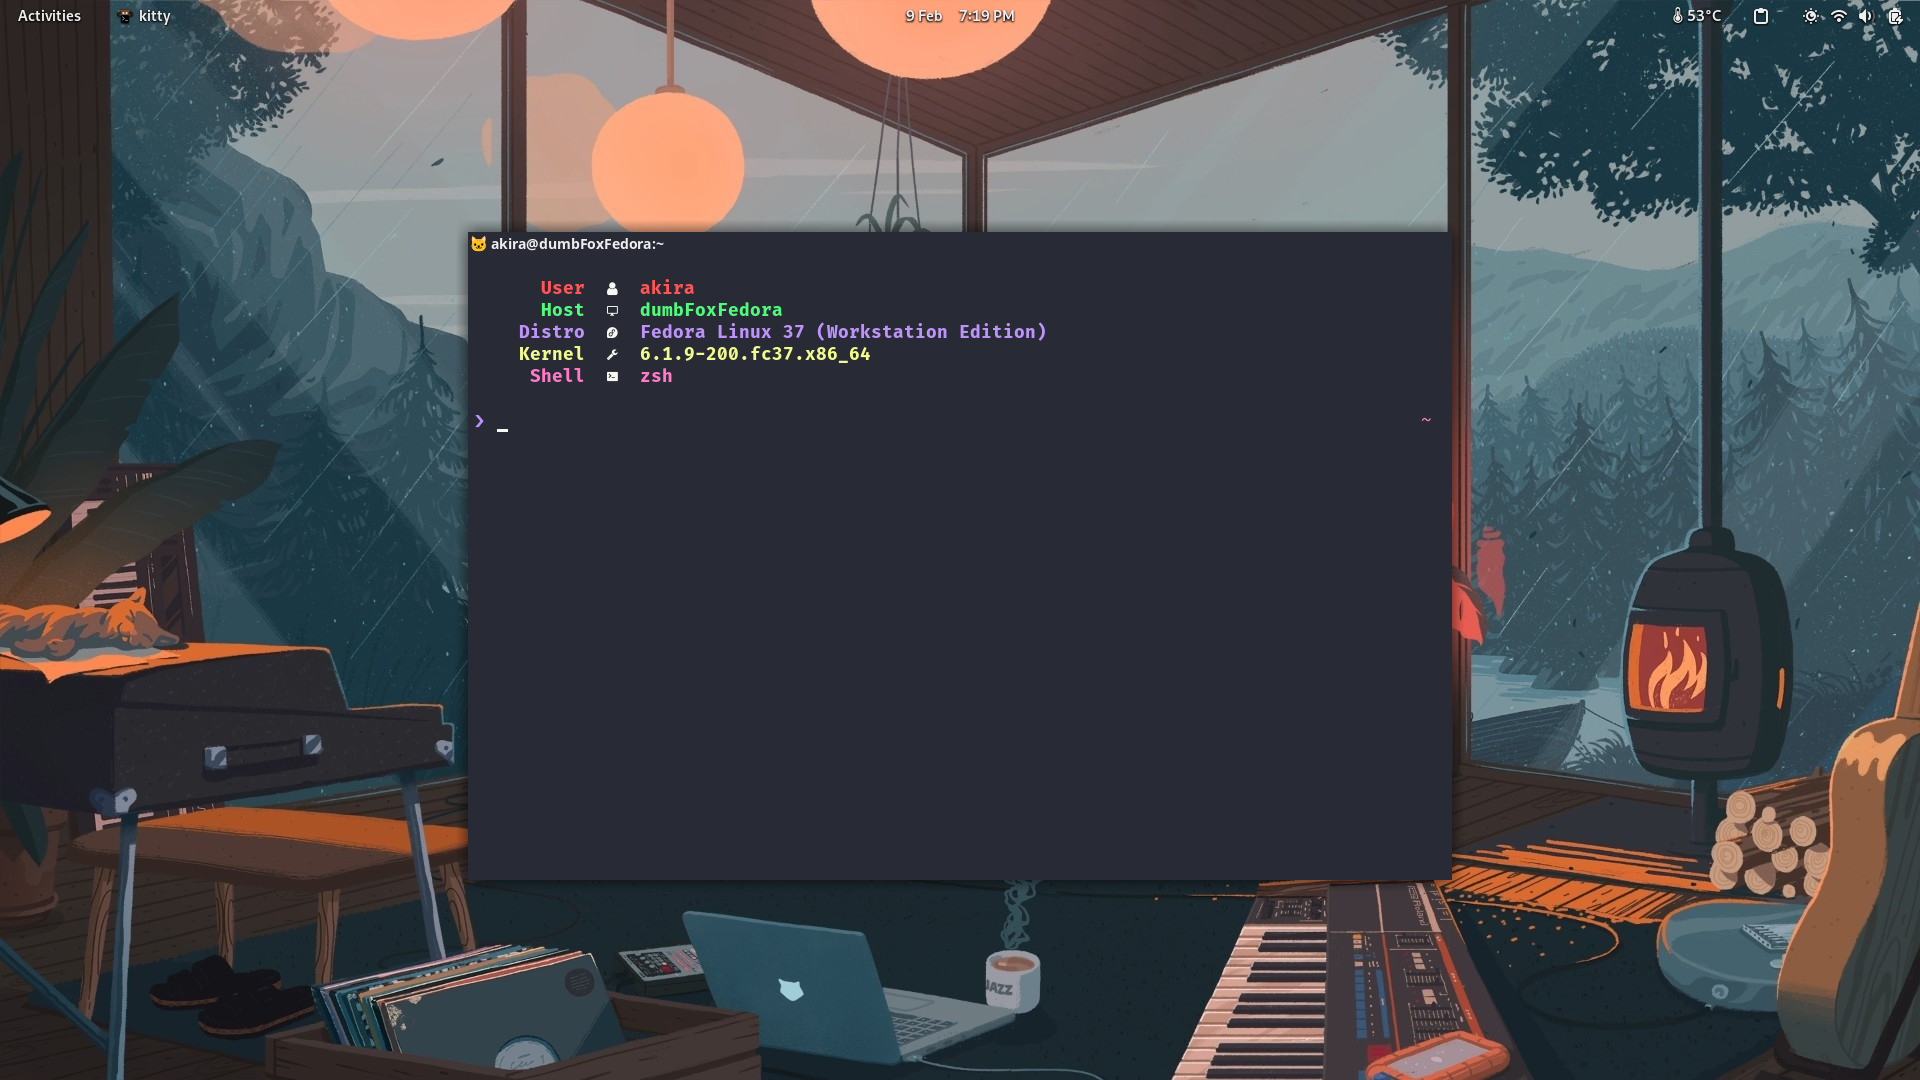 Activities kitty 9 Feb 7:19 PM 53°C
akira@dumbFoxFedora:~
User akira
Host dumbFoxFedora
Distro Fedora Linux 37 (Workstation Edition)
Kernel 6.1.9-200.fc37.x86_64
Shell zsh
❯ _ ~
Roland
JAZZ